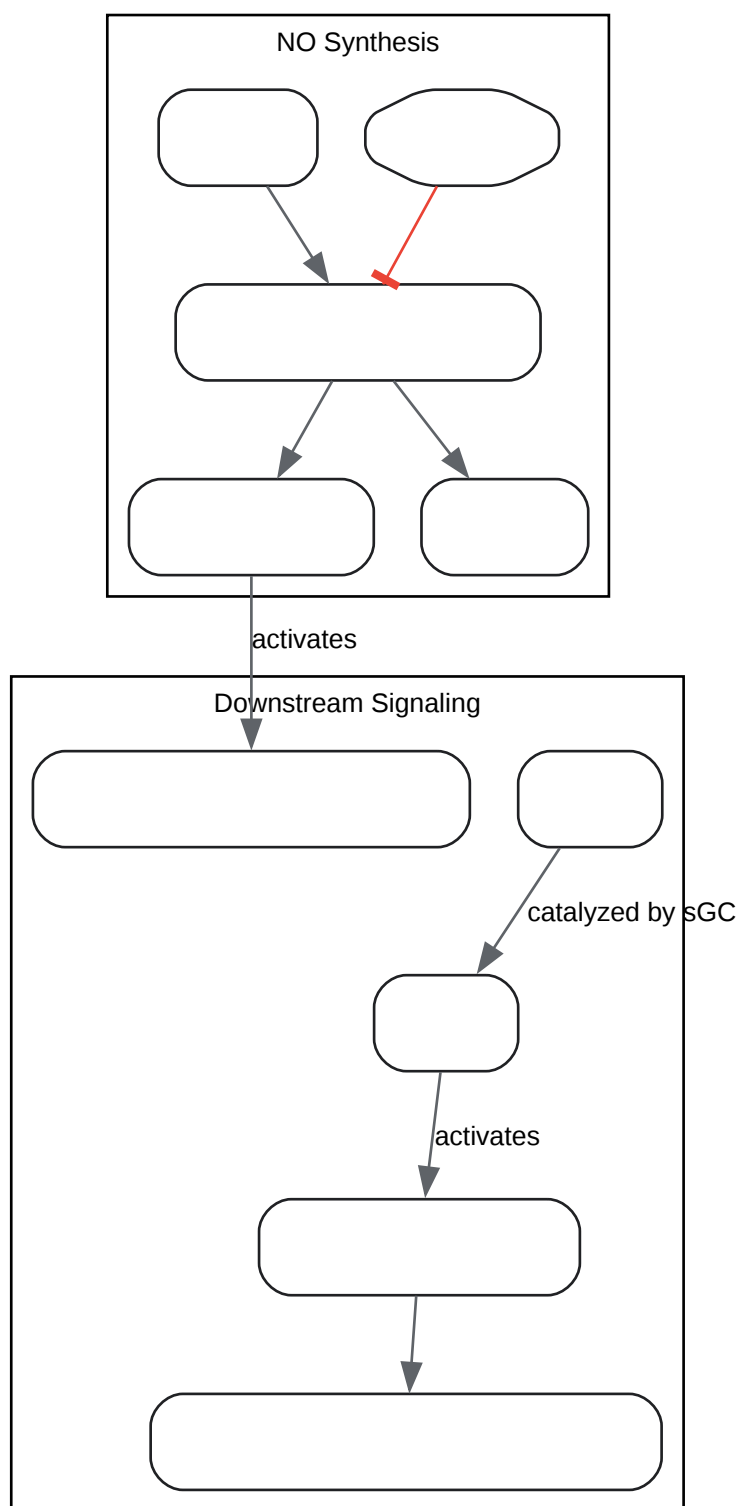 NO Synthesis
activates
Downstream Signaling
catalyzed by sGC
activates